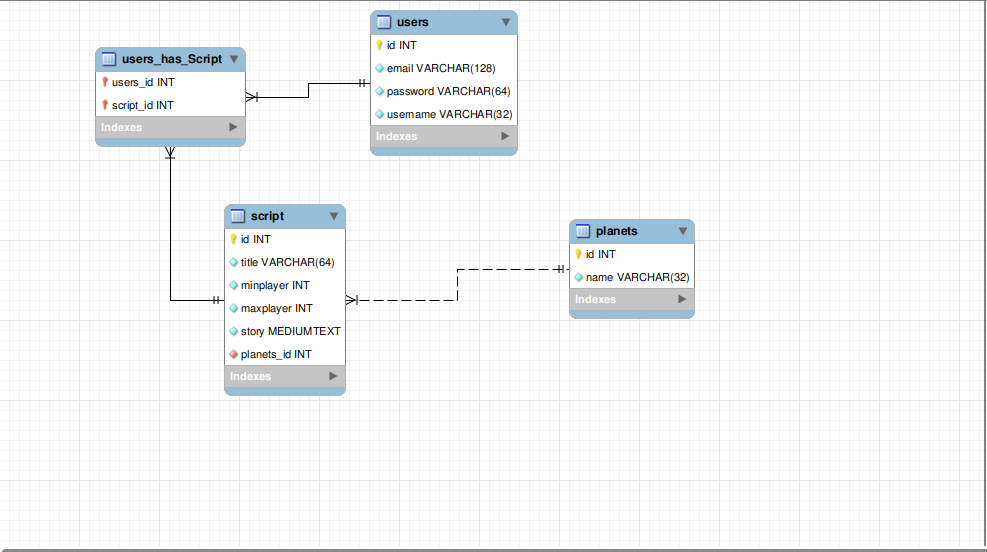 users
id INT
email VARCHAR(128)
password VARCHAR(64)
username VARCHAR(32)
Indexes
users_has_Script
users_id INT
script_id INT
Indexes
script
id INT
title VARCHAR(64)
minplayer INT
maxplayer INT
story MEDIUMTEXT
planets_id INT
Indexes
planets
id INT
name VARCHAR(32)
Indexes